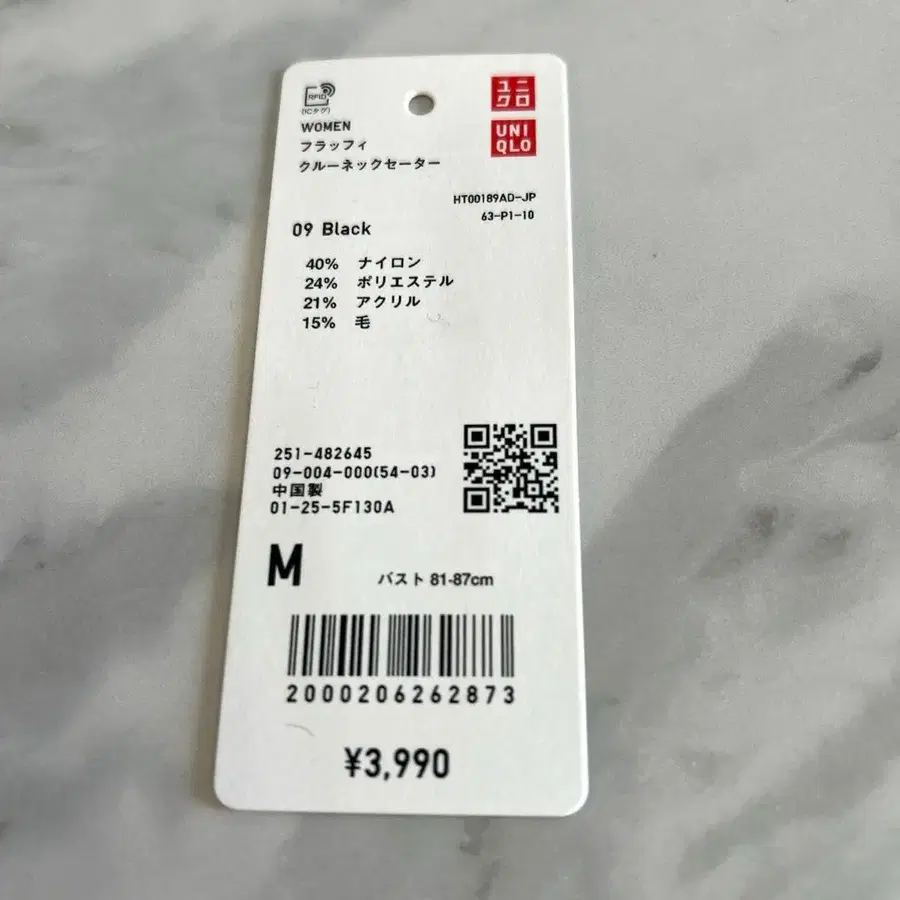 RFID
(ICタグ)
ユニ
クロ
UNI
QLO
WOMEN
フラッフィ
クルーネックセーター
HT00189AD-JP
63-P1-10
09 Black
40% ナイロン
24% ポリエステル
21% アクリル
15% 毛
251-482645
09-004-000(54-03)
中国製
01-25-5F130A
M バスト 81-87cm
2000206262873
¥3,990